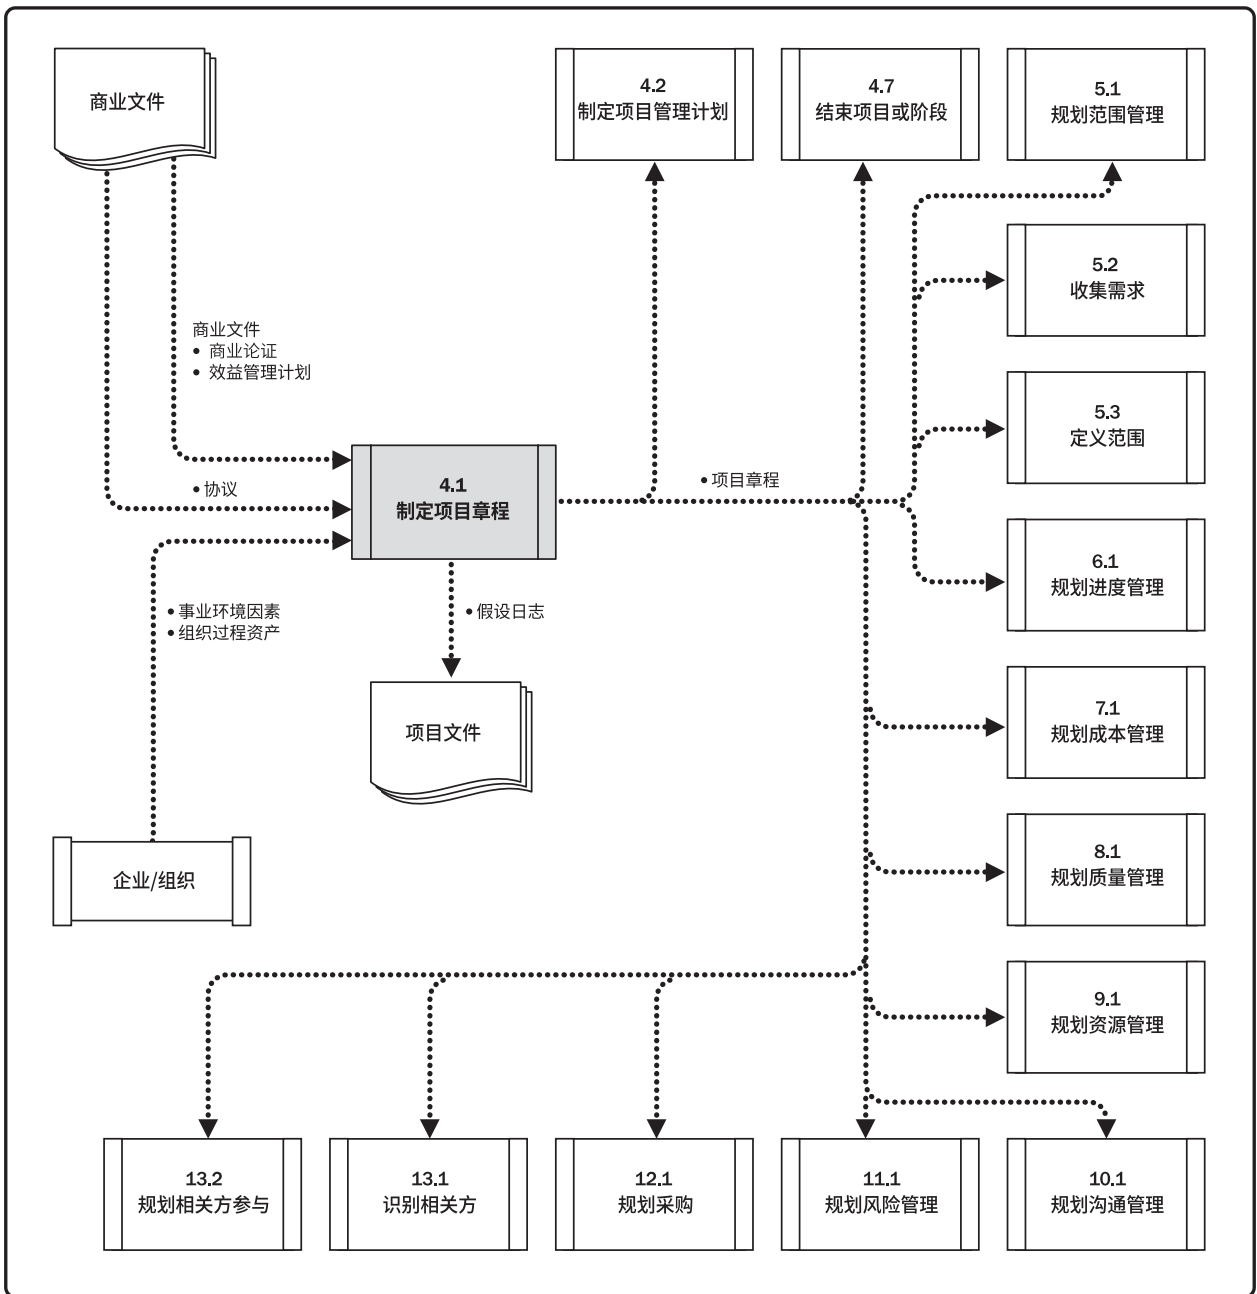 商业文件
4.2
制定项目管理计划
4.7
结束项目或阶段
5.1
规划范围管理
5.2
收集需求
商业文件
• 商业论证
• 效益管理计划
5.3
定义范围
• 协议
4.1
制定项目章程
• 项目章程
6.1
规划进度管理
• 事业环境因素
• 组织过程资产
• 假设日志
项目文件
7.1
规划成本管理
企业/组织
8.1
规划质量管理
9.1
规划资源管理
13.2
规划相关方参与
13.1
识别相关方
12.1
规划采购
11.1
规划风险管理
10.1
规划沟通管理